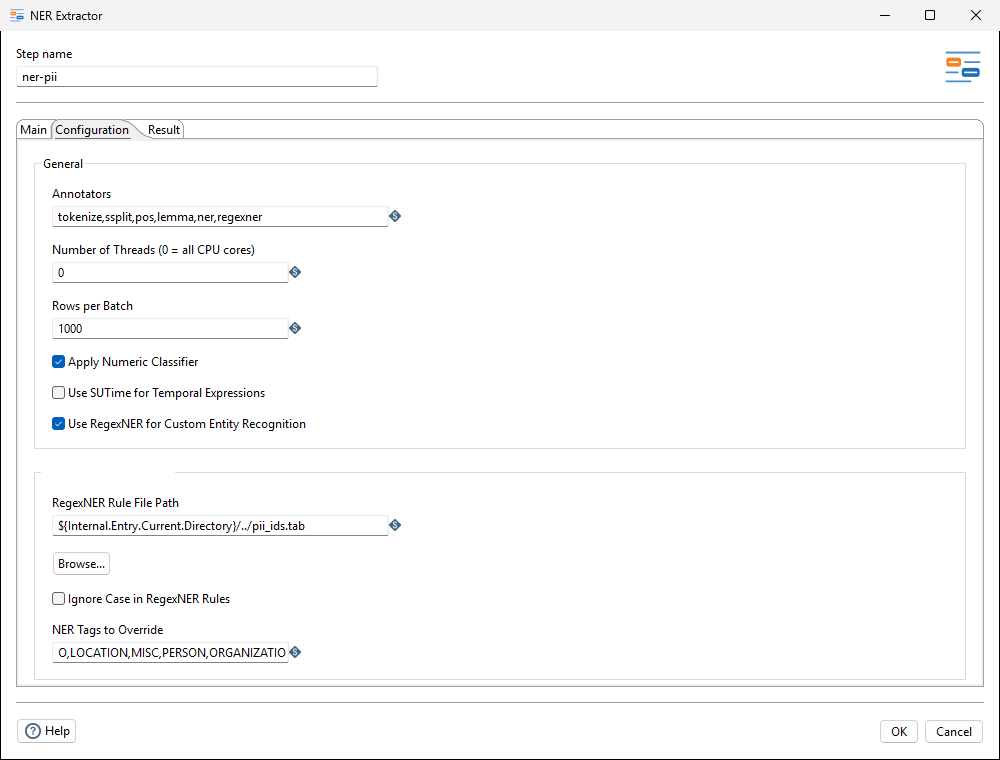 NER Extractor
Step name
ner-pii
Main Configuration Result
General
Annotators
tokenize,ssplit,pos,lemma,ner,regexner
Number of Threads (0 = all CPU cores)
0
Rows per Batch
1000
Apply Numeric Classifier
Use SUTime for Temporal Expressions
Use RegexNER for Custom Entity Recognition
RegexNER Rule File Path
${Internal.Entry.Current.Directory}/../pii_ids.tab
Browse...
Ignore Case in RegexNER Rules
NER Tags to Override
O,LOCATION,MISC,PERSON,ORGANIZATIO
Help OK Cancel